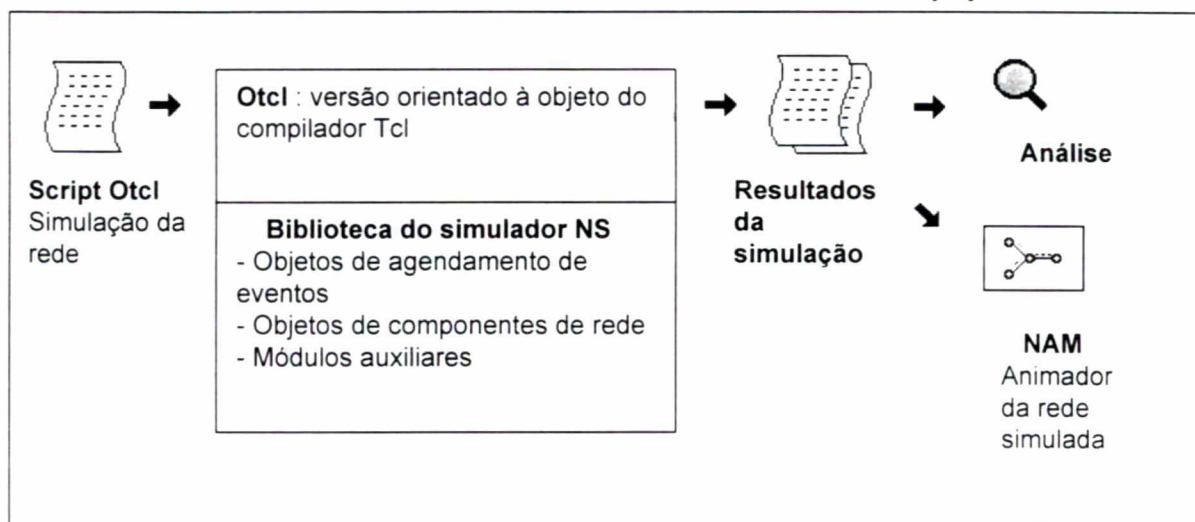 Script Otcl
Simulação da
rede
Otcl : versão orientado à objeto do
compilador Tcl
Biblioteca do simulador NS
- Objetos de agendamento de
eventos
- Objetos de componentes de rede
- Módulos auxiliares
Resultados
da
simulação
Análise
NAM
Animador
da rede
simulada